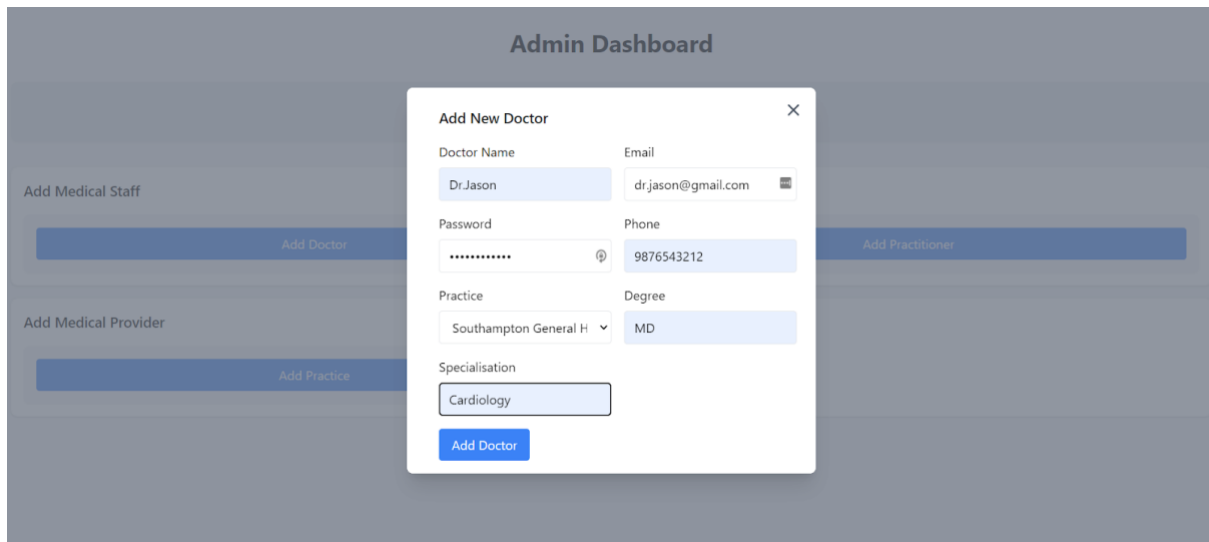 Admin Dashboard
Add New Doctor
Doctor Name
Email
Dr.Jason
dr.jason@gmail.com
Password
Phone
••••••••••••
9876543212
Practice
Degree
Southampton General H
MD
Specialisation
Cardiology
Add Doctor
Add Medical Staff
Add Doctor
Add Practitioner
Add Medical Provider
Add Practice